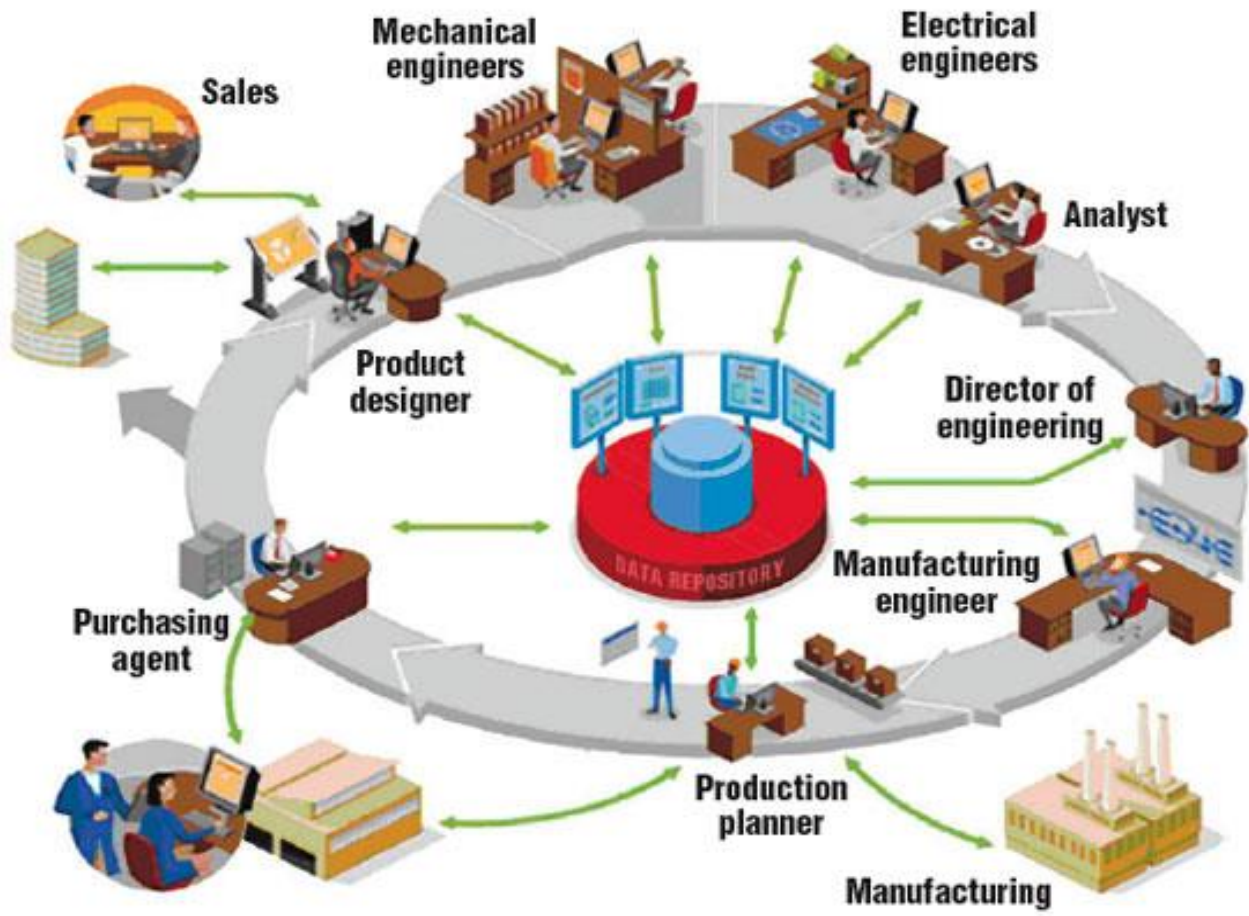 Mechanical
engineers
Electrical
engineers
Sales
Analyst
Product
designer
Director of
engineering
DATA REPOSITORY
Manufacturing
engineer
Purchasing
agent
Production
planner
Manufacturing